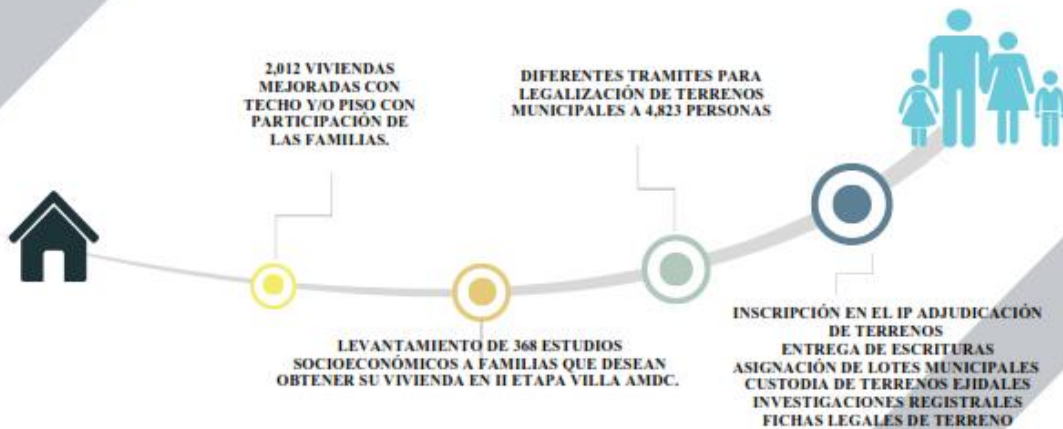 2,012 VIVIENDAS
MEJORADAS CON
TECHO Y/O PISO CON
PARTICIPACIÓN DE
LAS FAMILIAS.
LEVANTAMIENTO DE 368 ESTUDIOS
SOCIOECONÓMICOS A FAMILIAS QUE DESEAN
OBTENER SU VIVIENDA EN II ETAPA VILLA AMDC.
DIFERENTES TRAMITES PARA
LEGALIZACIÓN DE TERRENOS
MUNICIPALES A 4,823 PERSONAS
INSCRIPCIÓN EN EL IP ADJUDICACIÓN
DE TERRENOS
ENTREGA DE ESCRITURAS
ASIGNACIÓN DE LOTES MUNICIPALES
CUSTODIA DE TERRENOS EJIDALES
INVESTIGACIONES REGISTRALES
FICHAS LEGALES DE TERRENO